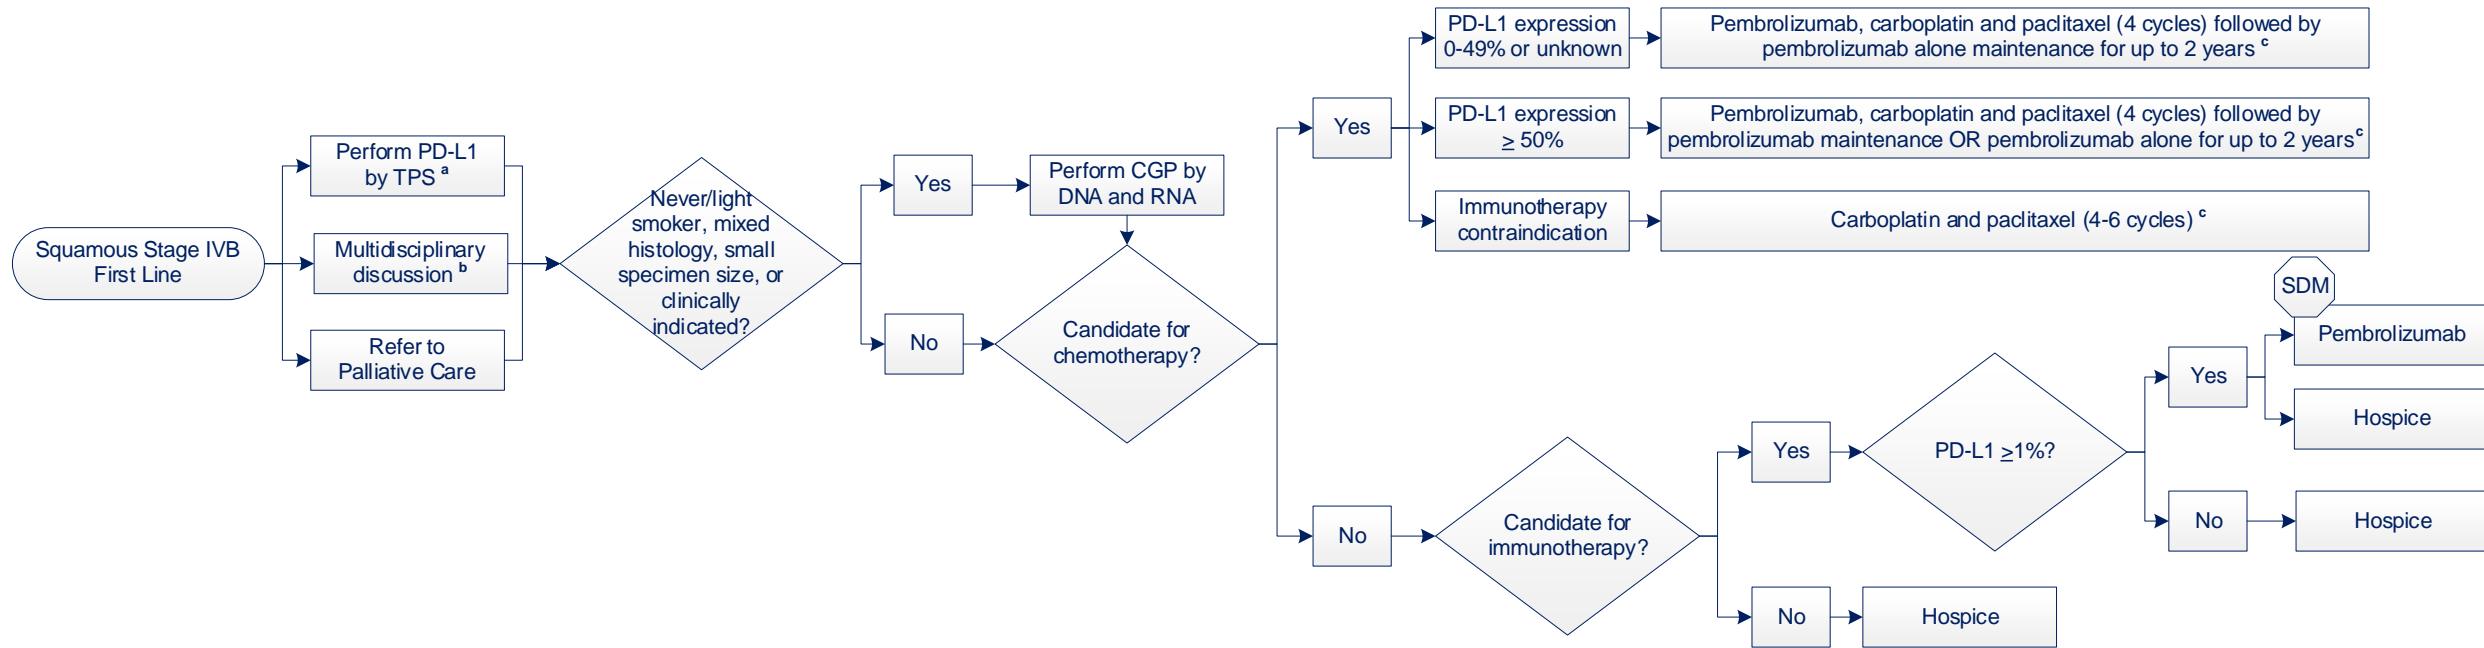 Squamous Stage IVB
First Line
Perform PD-L1
by TPS a
Multidisciplinary
discussion b
Refer to
Palliative Care
Never/light
smoker, mixed
histology, small
specimen size, or
clinically
indicated?
Yes
No
Perform CGP by
DNA and RNA
Candidate for
chemotherapy?
Yes
PD-L1 expression
0-49% or unknown
Pembrolizumab, carboplatin and paclitaxel (4 cycles) followed by
pembrolizumab alone maintenance for up to 2 years c
PD-L1 expression
≥ 50%
Pembrolizumab, carboplatin and paclitaxel (4 cycles) followed by
pembrolizumab maintenance OR pembrolizumab alone for up to 2 years c
Immunotherapy
contraindication
Carboplatin and paclitaxel (4-6 cycles) c
No
Candidate for
immunotherapy?
Yes
PD-L1 ≥1%?
Yes
SDM
Pembrolizumab
Hospice
No
Hospice
No
Hospice